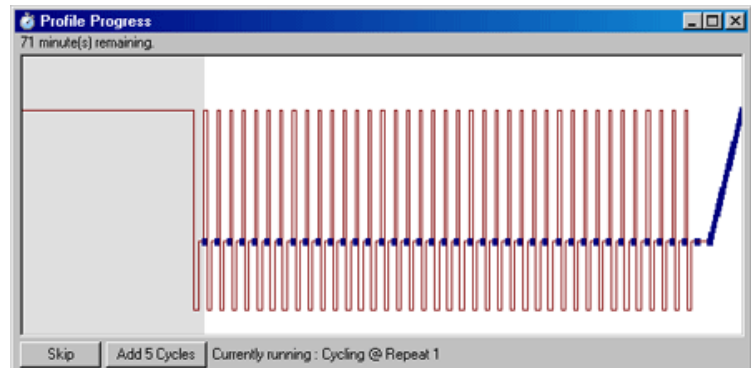 Profile Progress
71 minute(s) remaining.
Skip
Add 5 Cycles
Currently running : Cycling @ Repeat 1